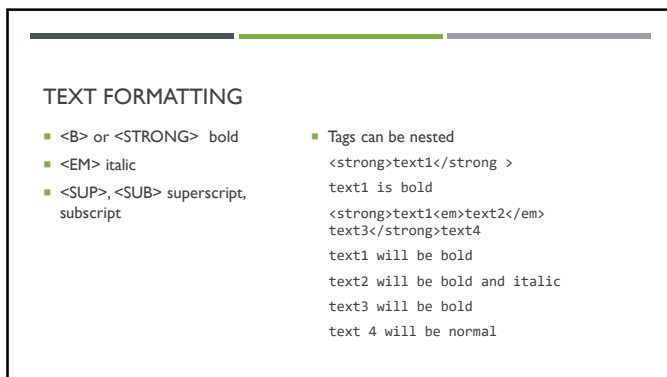 TEXT FORMATTING
<B> or <STRONG> bold
<EM> italic
<SUP>, <SUB> superscript,
subscript
Tags can be nested
<strong>text1</strong >
text1 is bold
<strong>text1<em>text2</em>
text3</strong>text4
text1 will be bold
text2 will be bold and italic
text3 will be bold
text 4 will be normal